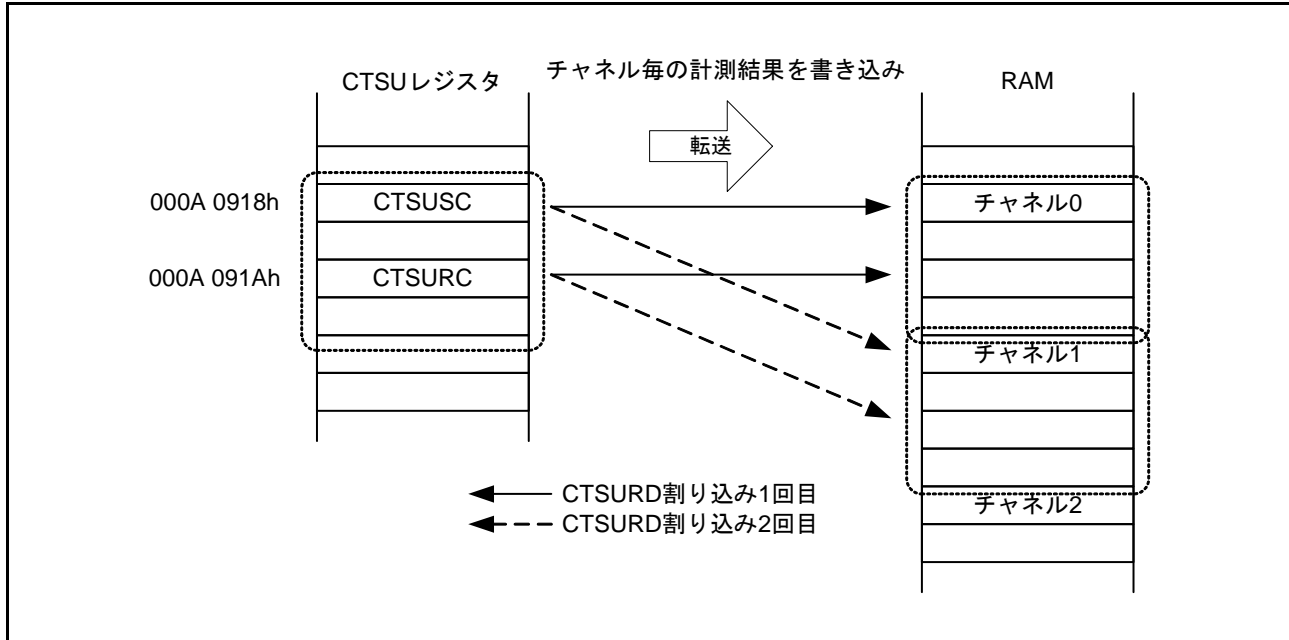 チャネル毎の計測結果を書き込み
CTSUレジスタ
RAM
転送
000A 0918h
CTSUSC
チャネル0
000A 091Ah
CTSURC
チャネル1
CTSURD割り込み1回目
チャネル2
CTSURD割り込み2回目